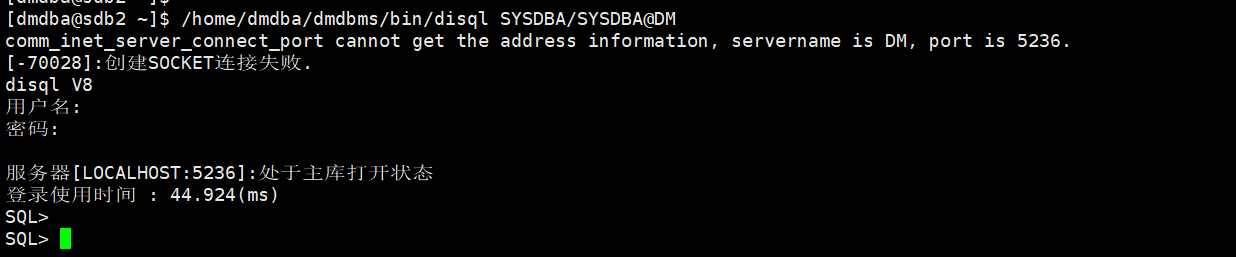 [dmdba@sdb2 ~]$
[dmdba@sdb2 ~]$ /home/dmdba/dmdbms/bin/disql SYSDBA/SYSDBA@DM
comm_inet_server_connect_port cannot get the address information, servername is DM, port is 5236.
[-70028]:创建SOCKET连接失败.
disql V8
用户名:
密码:
服务器[LOCALHOST:5236]:处于主库打开状态
登录使用时间 : 44.924(ms)
SQL>
SQL>